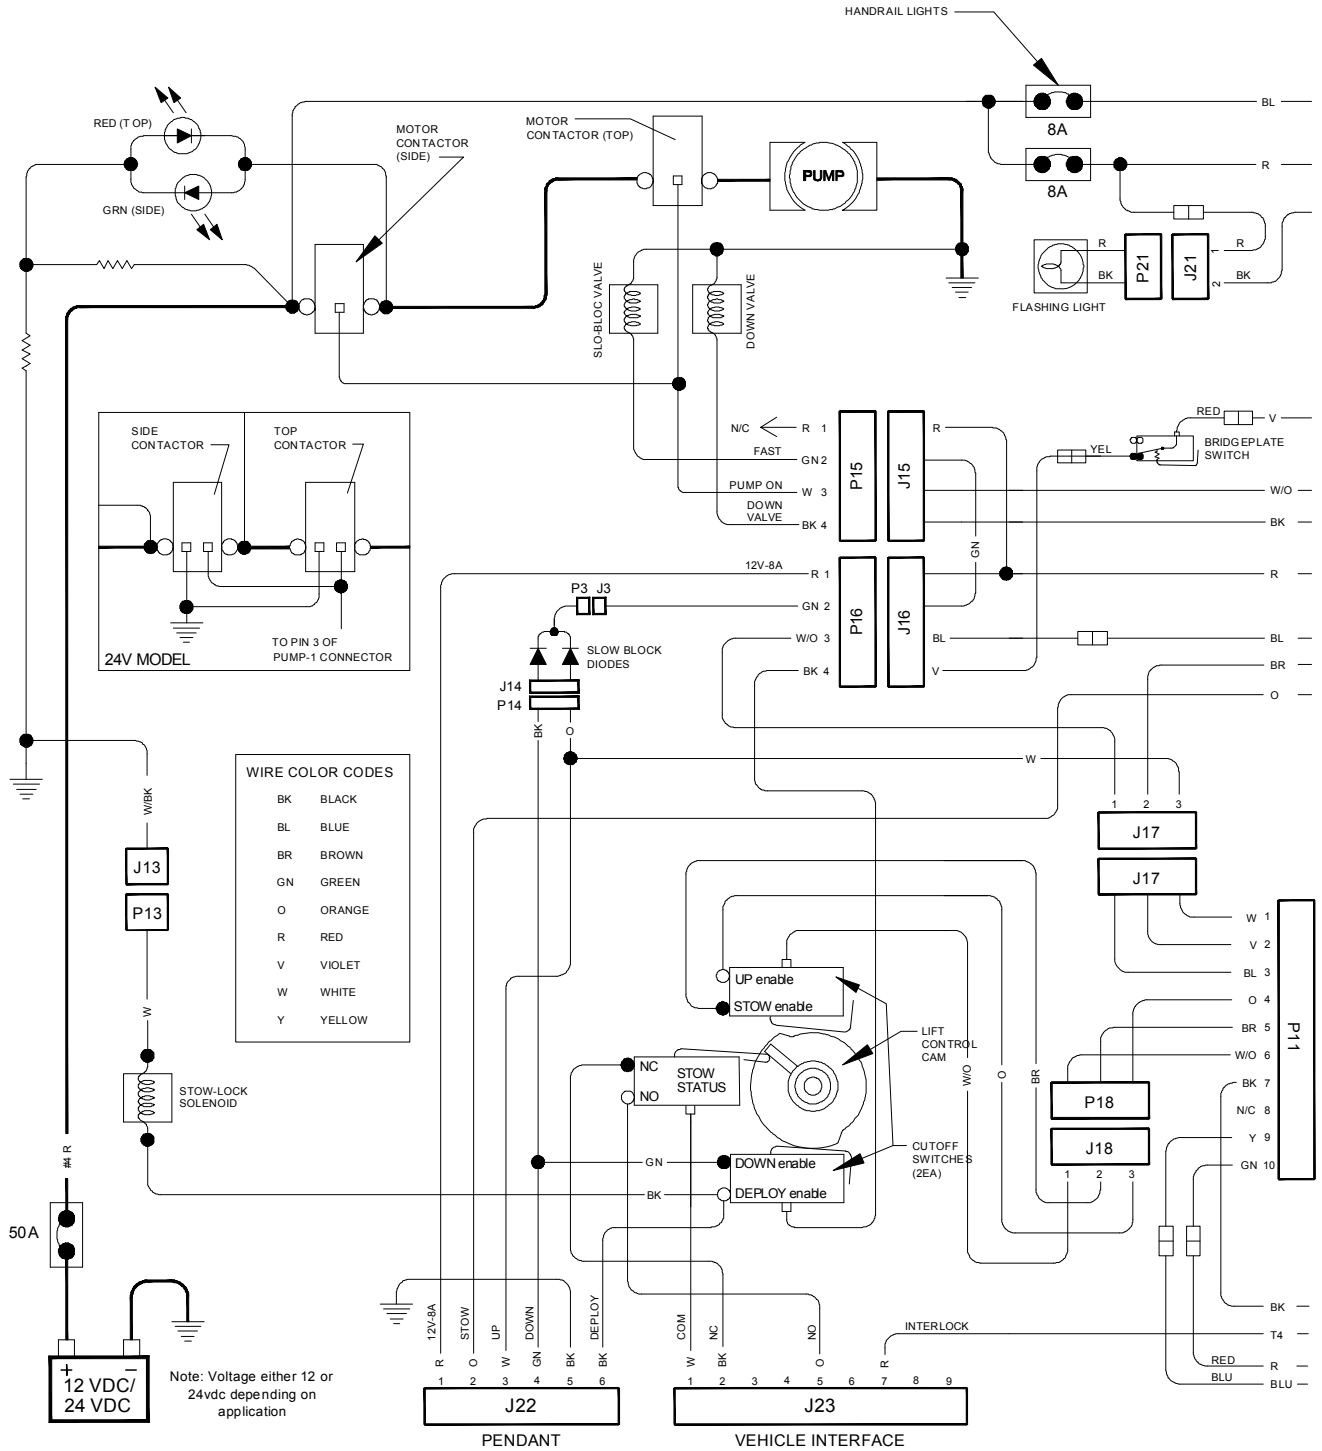 HANDRAIL LIGHTS
BL
8A
RED (TOP)
MOTOR
CONTACTOR
(SIDE)
MOTOR
CONTACTOR (TOP)
PUMP
R
8A
GRN (SIDE)
R
BK
P21
J21
1
2
R
BK
FLASHING LIGHT
SLO-BLOC VALVE
DOWN VALVE
SIDE
CONTACTOR
TOP
CONTACTOR
24V MODEL
TO PIN 3 OF
PUMP-1 CONNECTOR
N/C
R 1
FAST
GN 2
PUMP ON
W 3
DOWN
VALVE
BK 4
P15
J15
R
GN
YEL
RED
V
BRIDGEPLATE
SWITCH
W/O
BK
12V-8A
R 1
GN 2
W/O 3
BK 4
P16
J16
R
BL
BL
V
BR
O
P3 J3
SLOW BLOCK
DIODES
J14
P14
BK
O
W
1 2 3
J17
J17
WIRE COLOR CODES
BK BLACK
BL BLUE
BR BROWN
GN GREEN
O ORANGE
R RED
V VIOLET
W WHITE
Y YELLOW
W/BK
J13
P13
W
STOW-LOCK
SOLENOID
#4 R
50A
+ −
12 VDC/
24 VDC
Note: Voltage either 12 or
24vdc depending on
application
UP enable
STOW enable
LIFT
CONTROL
CAM
NC
NO
STOW
STATUS
CUTOFF
SWITCHES
(2EA)
GN
DOWN enable
BK
DEPLOY enable
W/O
O
BR
W 1
V 2
BL 3
O 4
BR 5
W/O 6
BK 7
N/C 8
Y 9
GN 10
P11
P18
J18
1 2 3
12V-8A
STOW
UP
DOWN
DEPLOY
R
O
W
GN
BK
BK
1 2 3 4 5 6
J22
PENDANT
COM
NC
NO
W
BK
O
R
INTERLOCK
1 2 3 4 5 6 7 8 9
J23
VEHICLE INTERFACE
BK
T4
RED
R
BLU
BLU